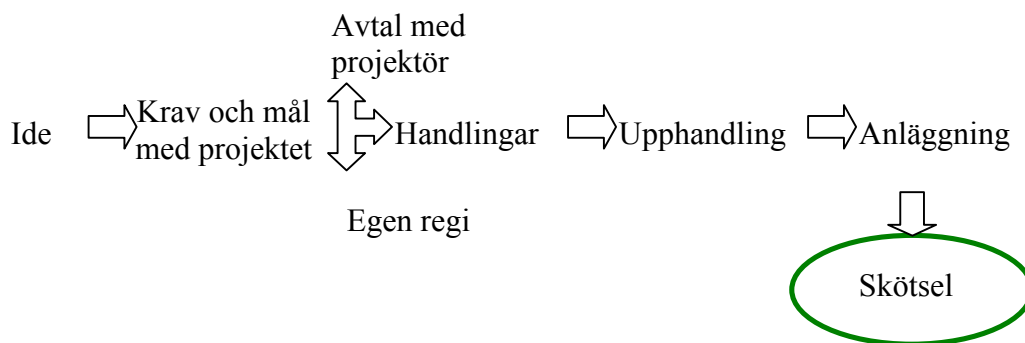 Avtal med
projektör
Ide
Krav och mål
med projektet
Handlingar
Upphandling
Anläggning
Egen regi
Skötsel